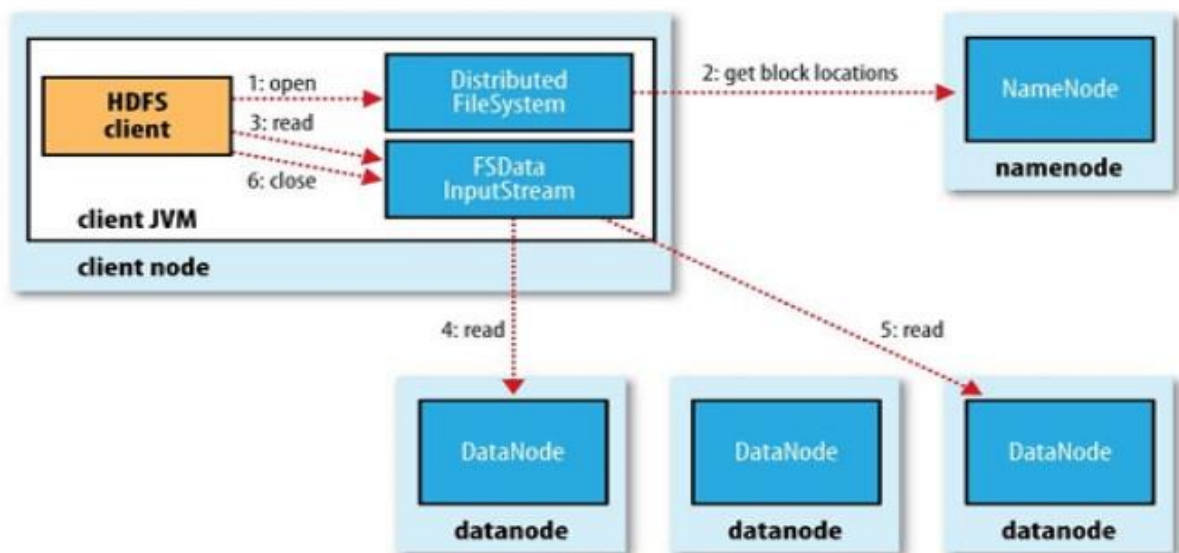 HDFS
client
1: open
3: read
6: close
Distributed
FileSystem
FSData
InputStream
client JVM
client node
2: get block locations
NameNode
namenode
4: read
5: read
DataNode
datanode
DataNode
datanode
DataNode
datanode